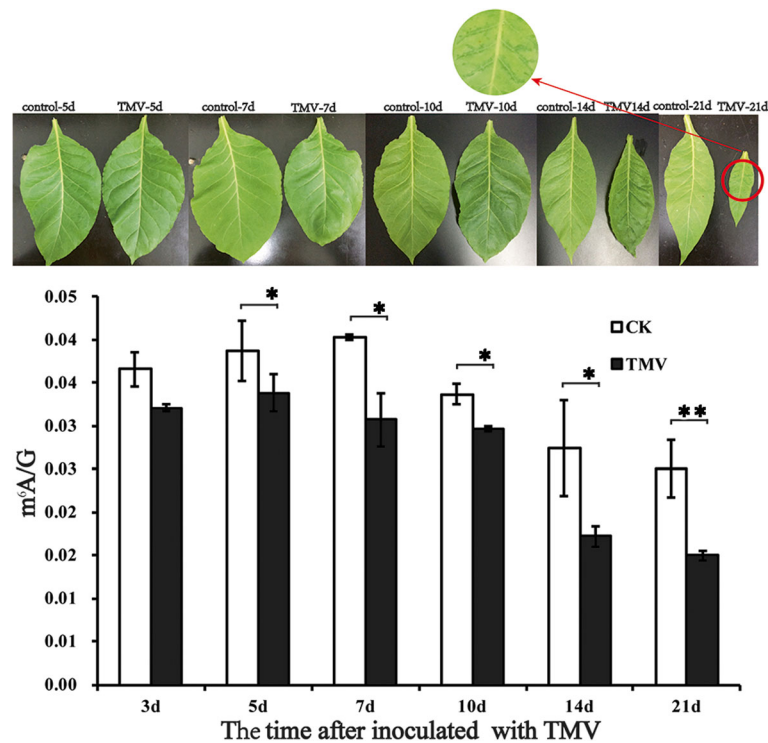 control-5d TMV-5d control-7d TMV-7d control-10d TMV-10d control-14d TMV14d control-21d TMV-21d
0.05
0.04
0.04
0.03
0.03
0.02
0.02
0.01
0.01
0.00
m⁶A/G
* * * * **
CK
TMV
3d 5d 7d 10d 14d 21d
The time after inoculated with TMV